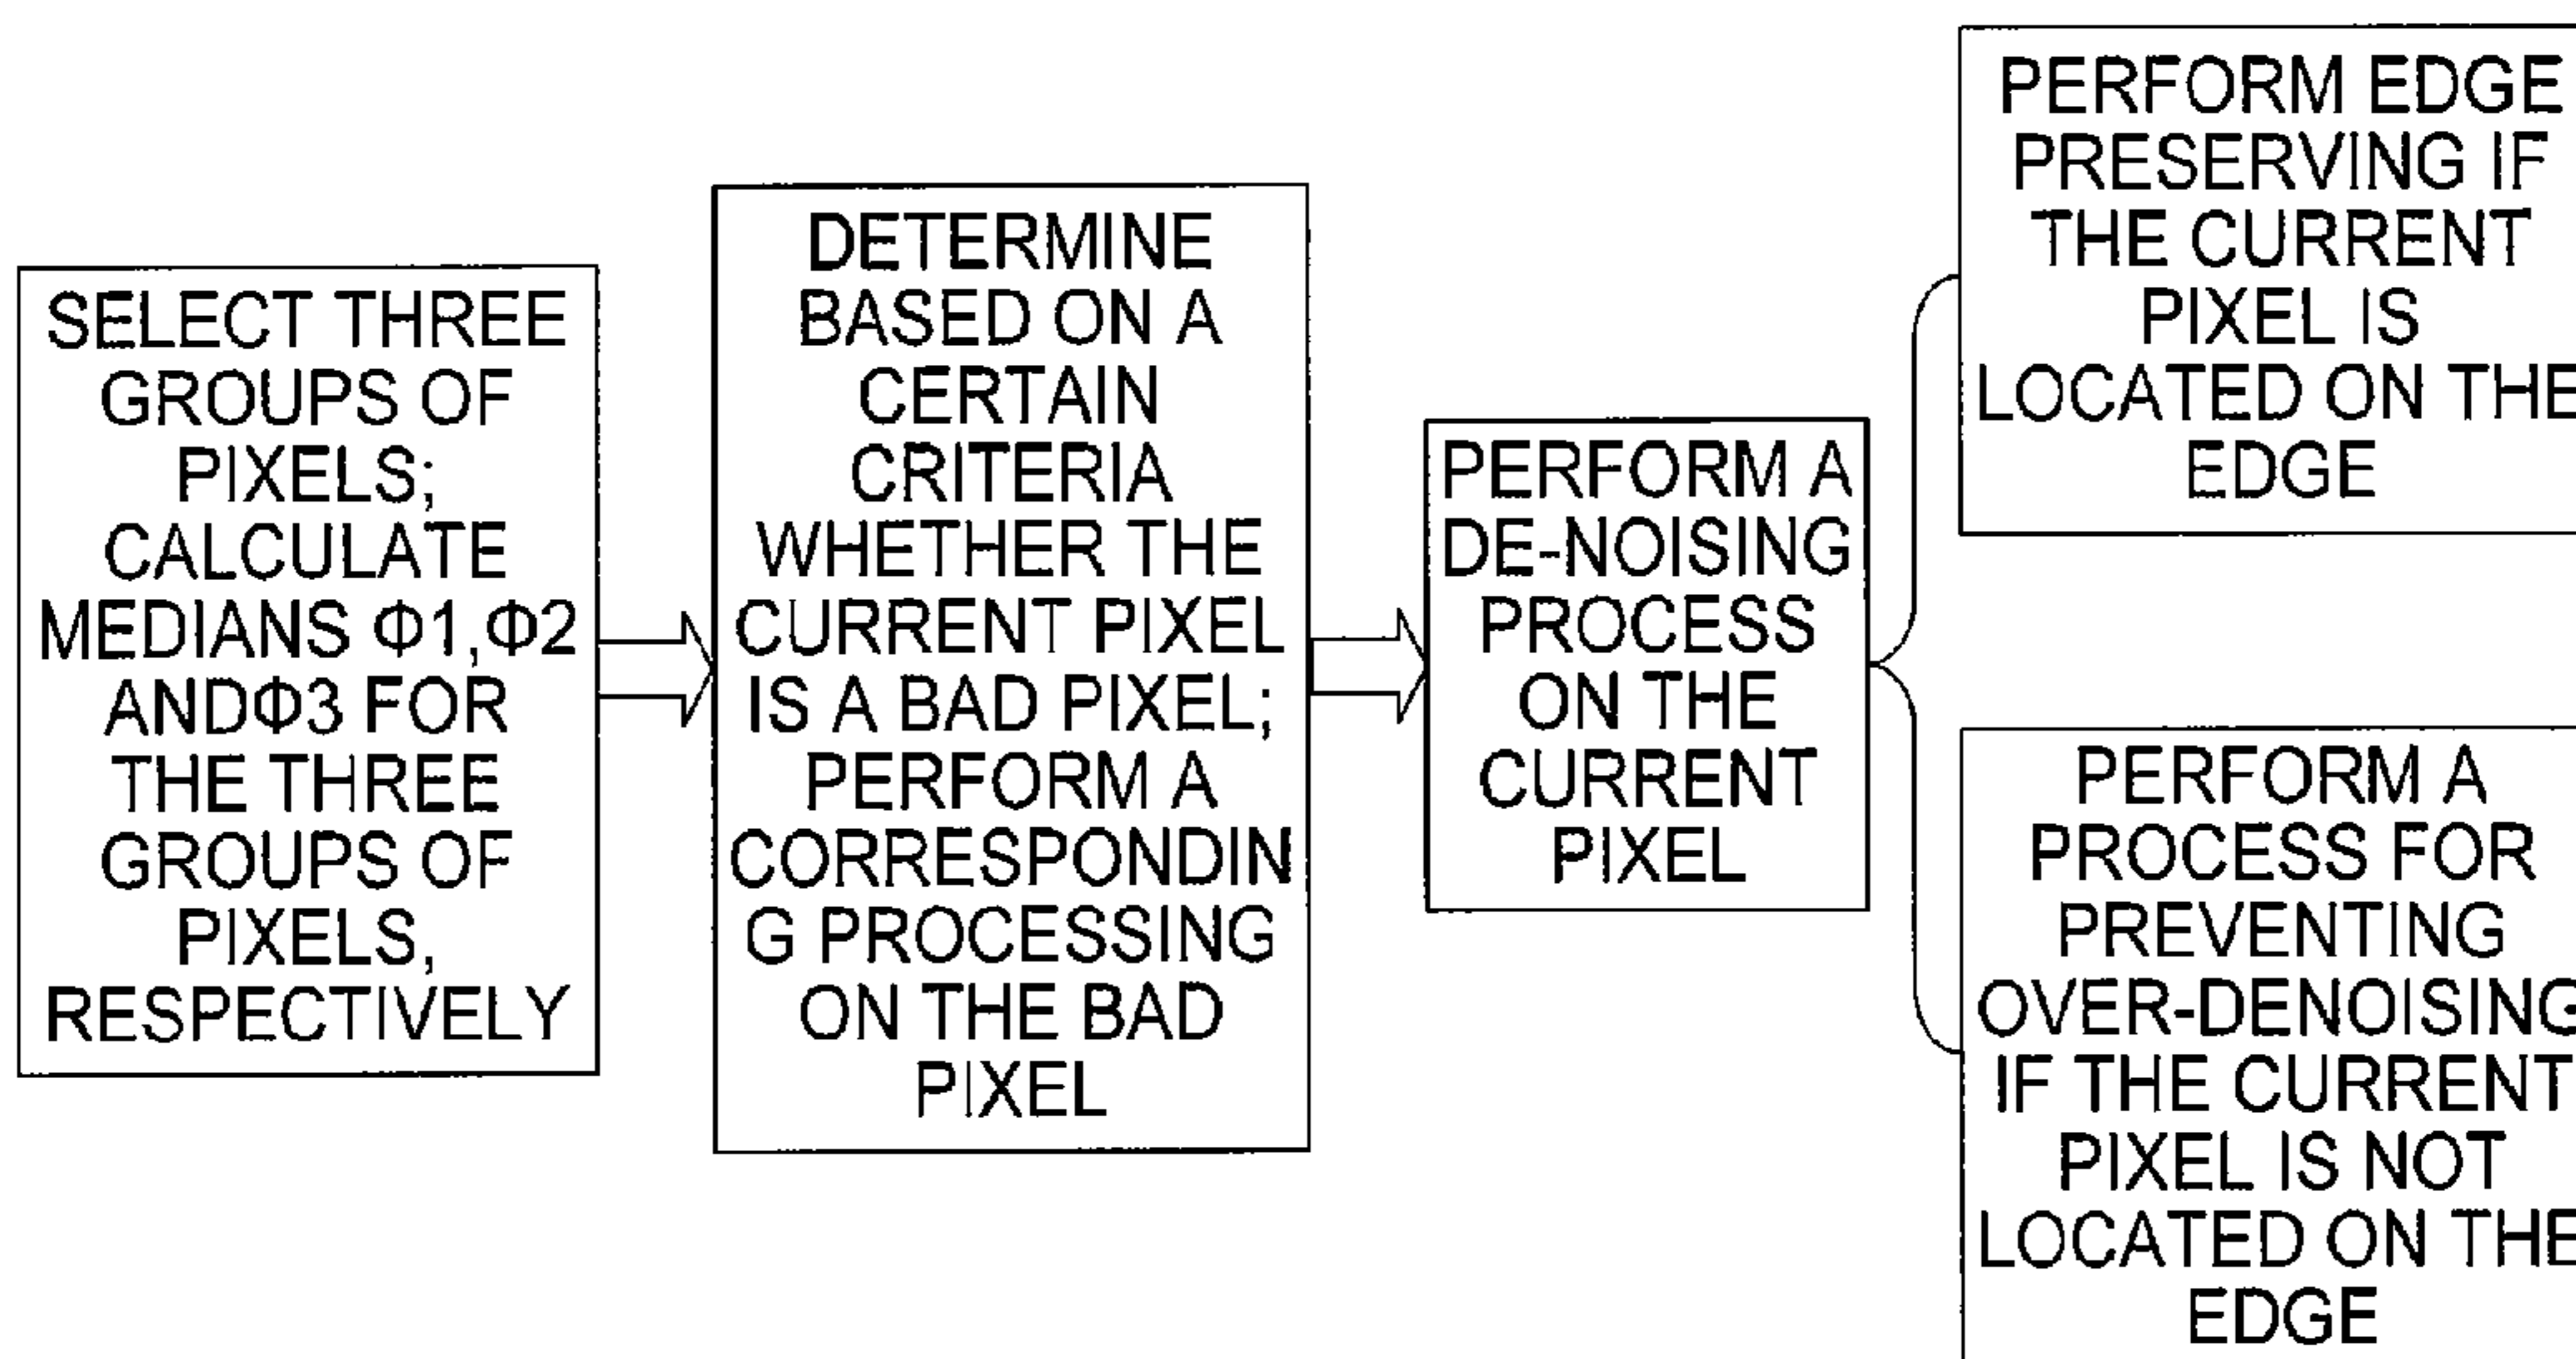 SELECT THREE
GROUPS OF
PIXELS;
CALCULATE
MEDIANS Φ1,Φ2
ANDΦ3 FOR
THE THREE
GROUPS OF
PIXELS,
RESPECTIVELY
DETERMINE
BASED ON A
CERTAIN
CRITERIA
WHETHER THE
CURRENT PIXEL
IS A BAD PIXEL;
PERFORM A
CORRESPONDIN
G PROCESSING
ON THE BAD
PIXEL
PERFORM A
DE-NOISING
PROCESS
ON THE
CURRENT
PIXEL
PERFORM EDGE
PRESERVING IF
THE CURRENT
PIXEL IS
LOCATED ON THE
EDGE
PERFORM A
PROCESS FOR
PREVENTING
OVER-DENOISING
IF THE CURRENT
PIXEL IS NOT
LOCATED ON THE
EDGE